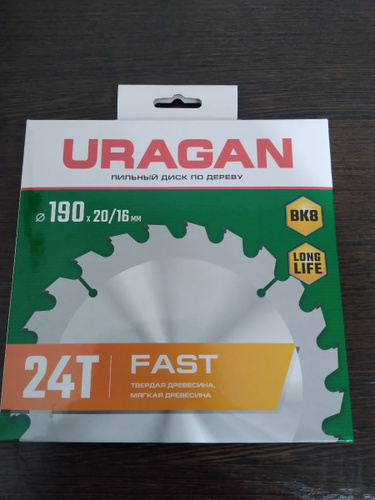 URAGAN
ПИЛЬНЫЙ ДИСК ПО ДЕРЕВУ
⌀ 190 x 20/16 мм
ВК8
LONG
LIFE
24T
FAST
ТВЕРДАЯ ДРЕВЕСИНА,
МЯГКАЯ ДРЕВЕСИНА